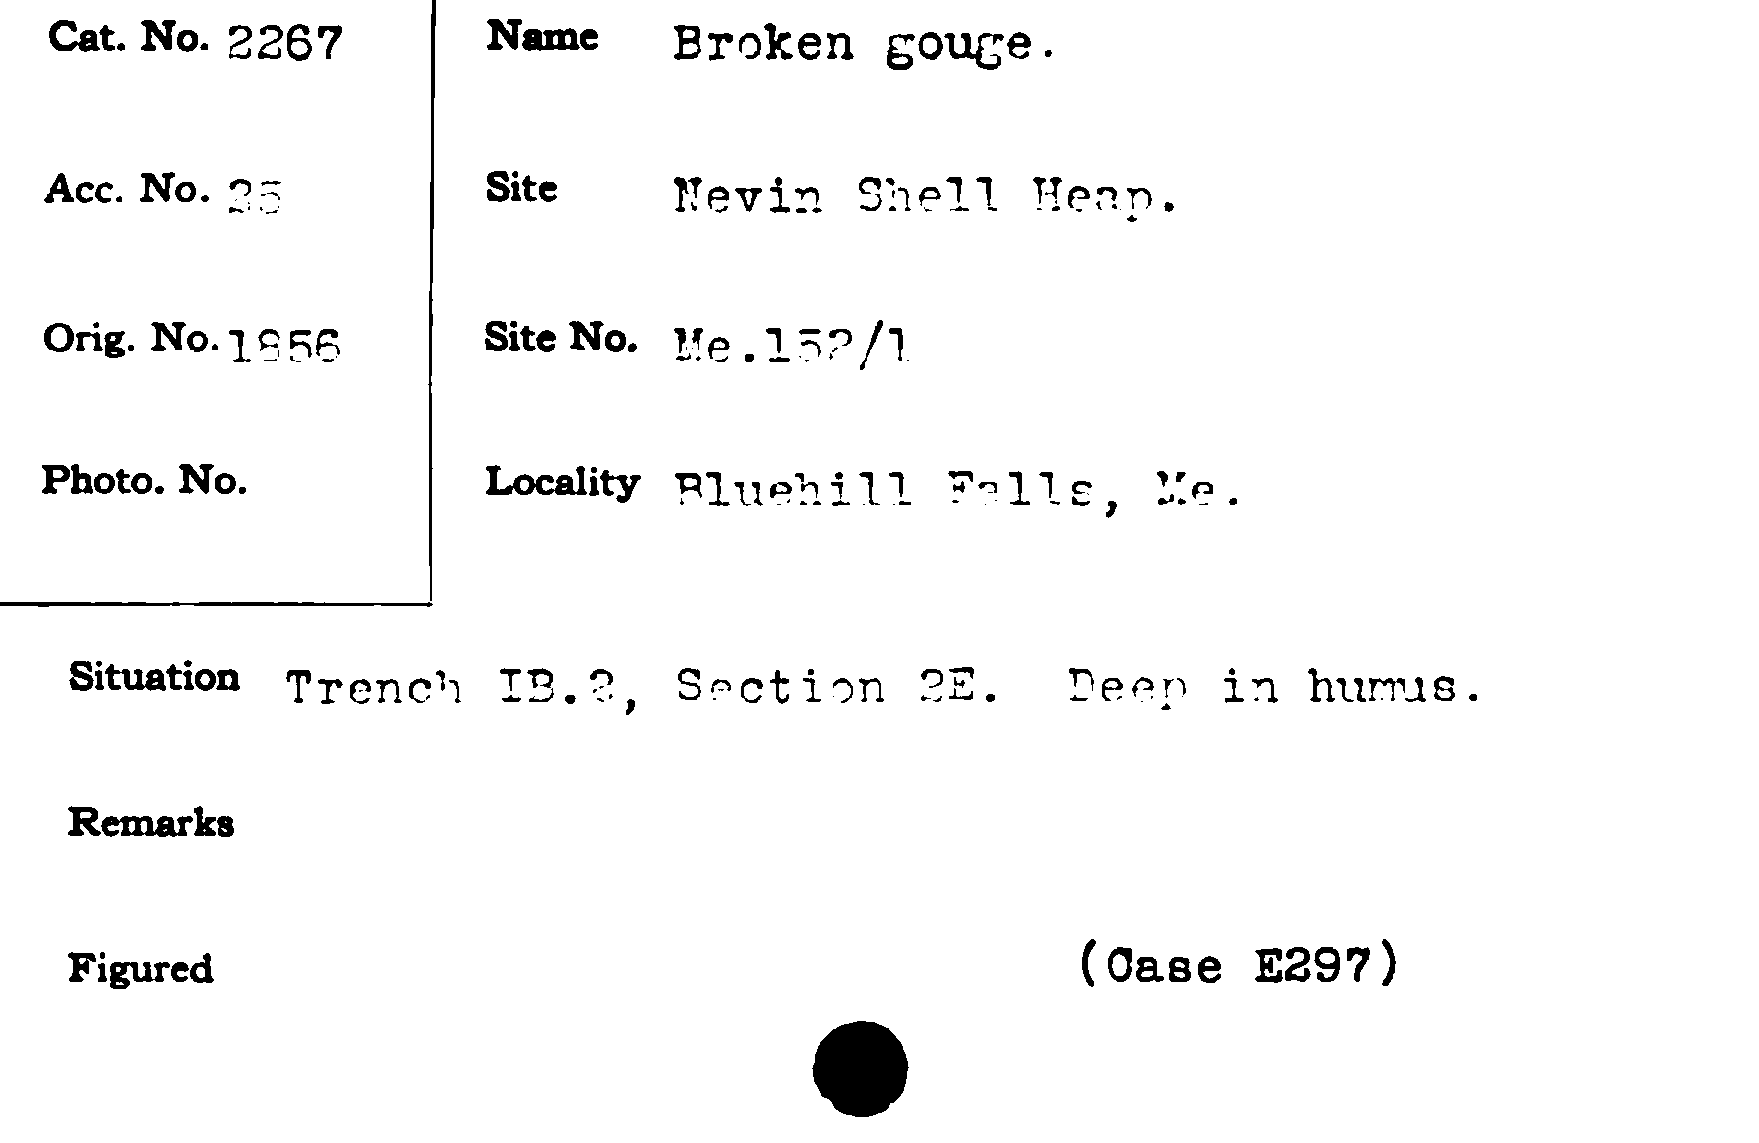 Cat. No. 2267 Name Broken gouge.
Acc. No. 25 Site Nevin Shell Heap.
Orig. No. 1856 Site No. Me.152/1
Photo. No. Locality Bluehill Falls, Me.
Situation Trench IB.2, Section 2E. Deep in humus.
Remarks
Figured (Case E297)